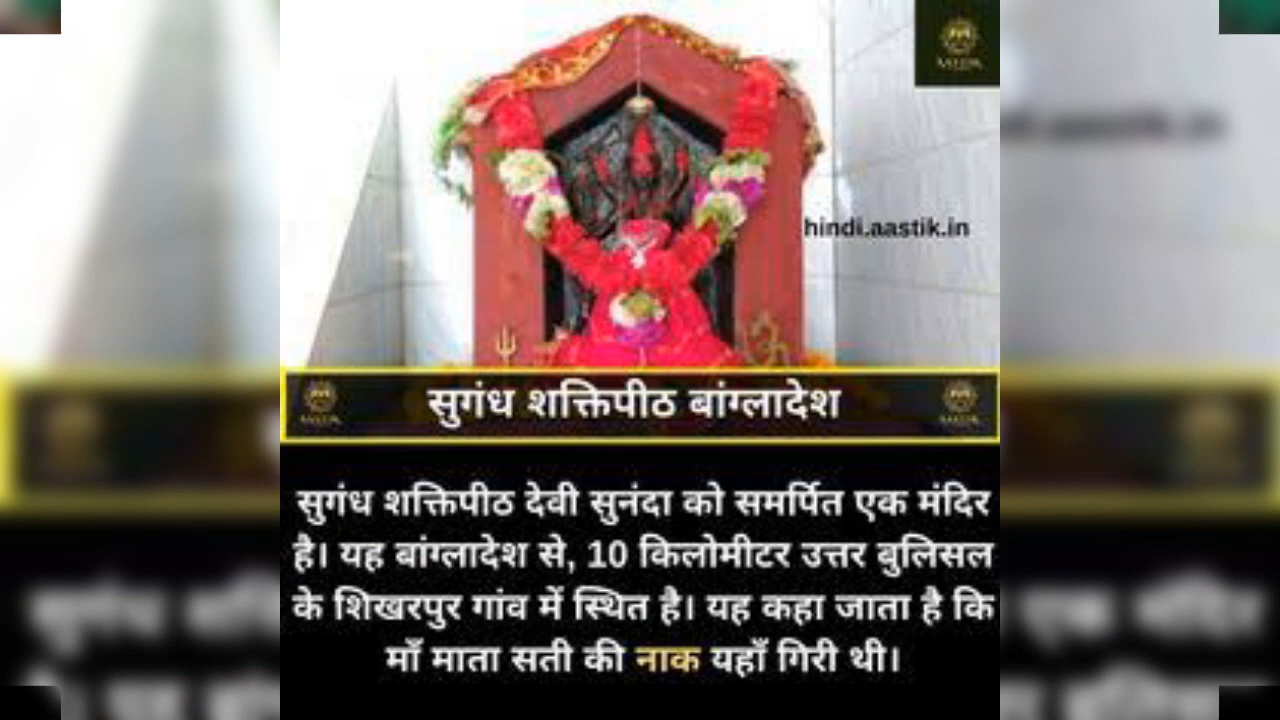 hindi.aastik.in
सुगंध शक्तिपीठ बांग्लादेश
सुगंध शक्तिपीठ देवी सुनंदा को समर्पित एक मंदिर
है। यह बांग्लादेश से, 10 किलोमीटर उत्तर बुलिसल
के शिखरपुर गांव में स्थित है। यह कहा जाता है कि
माँ माता सती की नाक यहाँ गिरी थी।